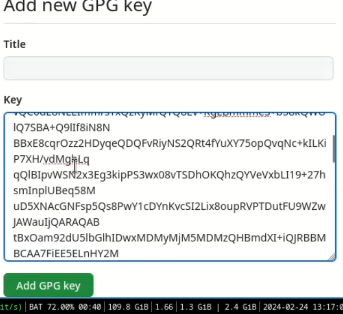 Add new GPG key
Title
Key
lQ7SBA+Q9lIf8iN8N
BBxE8cqrOzz2HDyqeQDQFvRiyNS2QRt4fYuXY75opQvqNc+kILKi
P7XH/vdMghLq
qQlBIpvWSN2x3Eg3kipPS3wx08vTSDhOKQhzQYVeVxbLI19+27h
smInplUBeq58M
uD5XNAcGNFsp5Qs8PwY1cDYnKvcSI2Lix8oupRVPTDutfU9WZw
JAWauIjQARAQAB
tBxOam92dU5lbGlhIDwxMDMyMjM5MDMzQHBmdXI+iQJRBBM
BCAA7FiEE5ELnHY2M
Add GPG key
it/s) BAT 72.00% 00:40 109.8 GiB 1.66 1.3 GiB | 2.4 GiB 2024-02-24 13:17:0